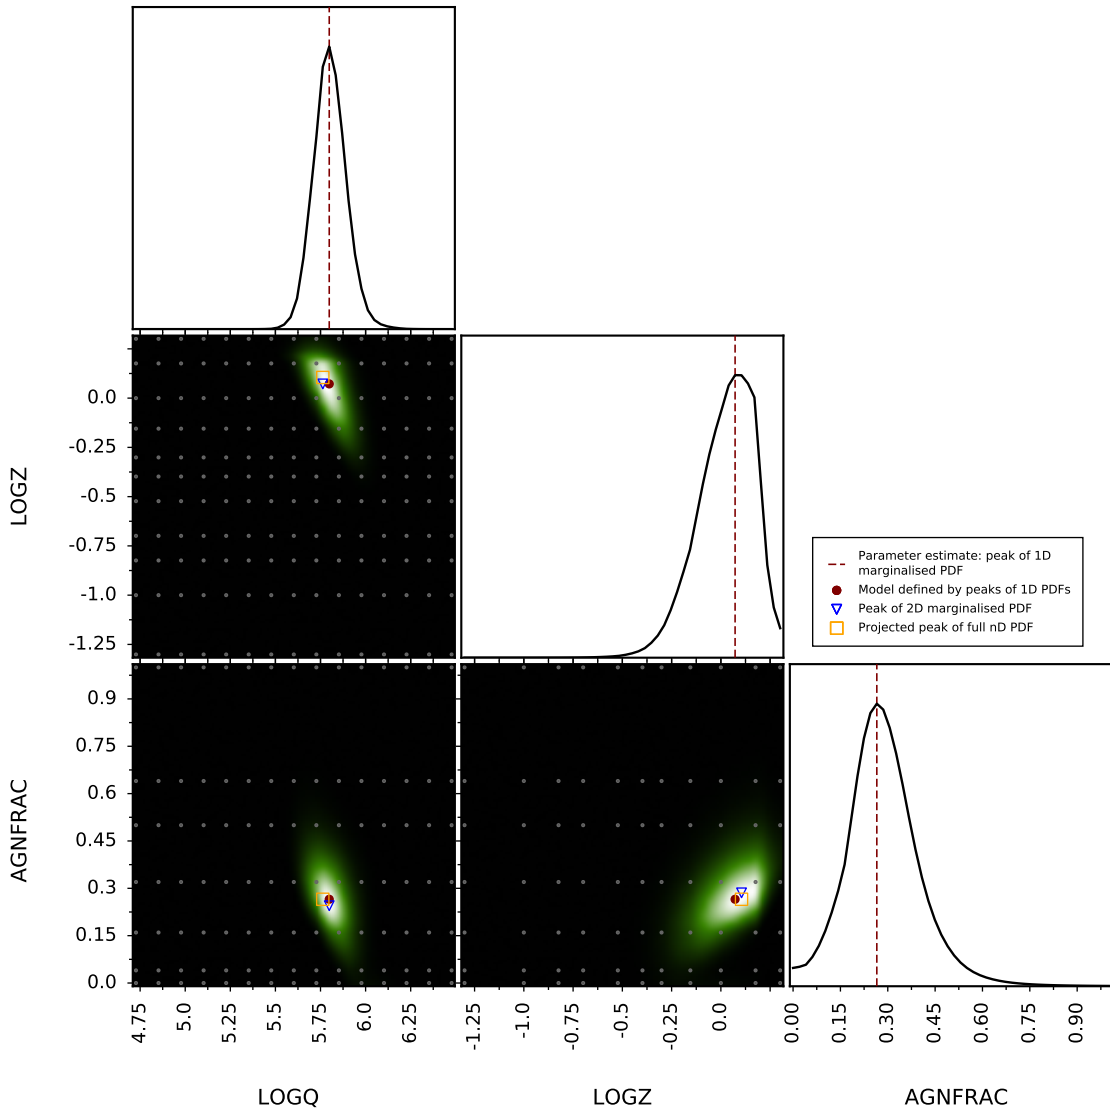 LOGZ
0.0
-0.25
-0.5
-0.75
-1.0
-1.25
Parameter estimate: peak of 1D
marginalised PDF
Model defined by peaks of 1D PDFs
Peak of 2D marginalised PDF
Projected peak of full nD PDF
AGNFRAC
0.9
0.75
0.6
0.45
0.3
0.15
0.0
4.75 5.0 5.25 5.5 5.75 6.0 6.25
-1.25 -1.0 -0.75 -0.5 -0.25 0.0
0.00 0.15 0.30 0.45 0.60 0.75 0.90
LOGQ LOGZ AGNFRAC